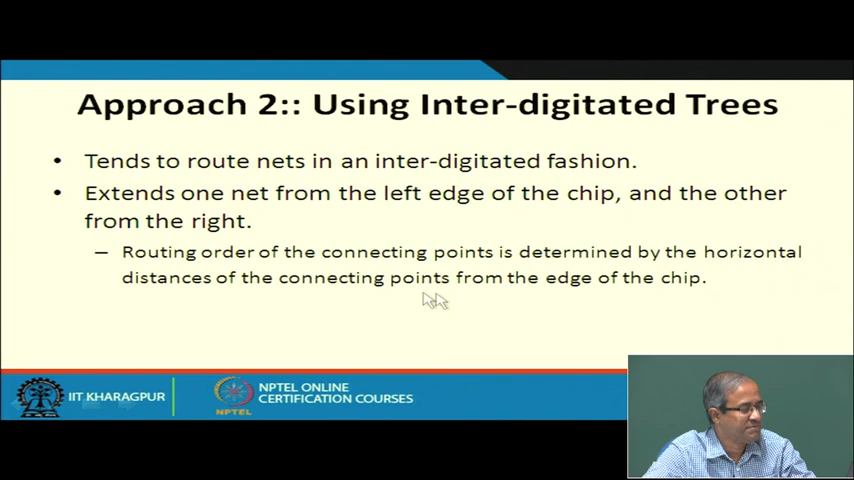 Approach 2:: Using Inter-digitated Trees
• Tends to route nets in an inter-digitated fashion.
• Extends one net from the left edge of the chip, and the other
from the right.
– Routing order of the connecting points is determined by the horizontal
distances of the connecting points from the edge of the chip.
IIT KHARAGPUR
NPTEL
NPTEL ONLINE
CERTIFICATION COURSES